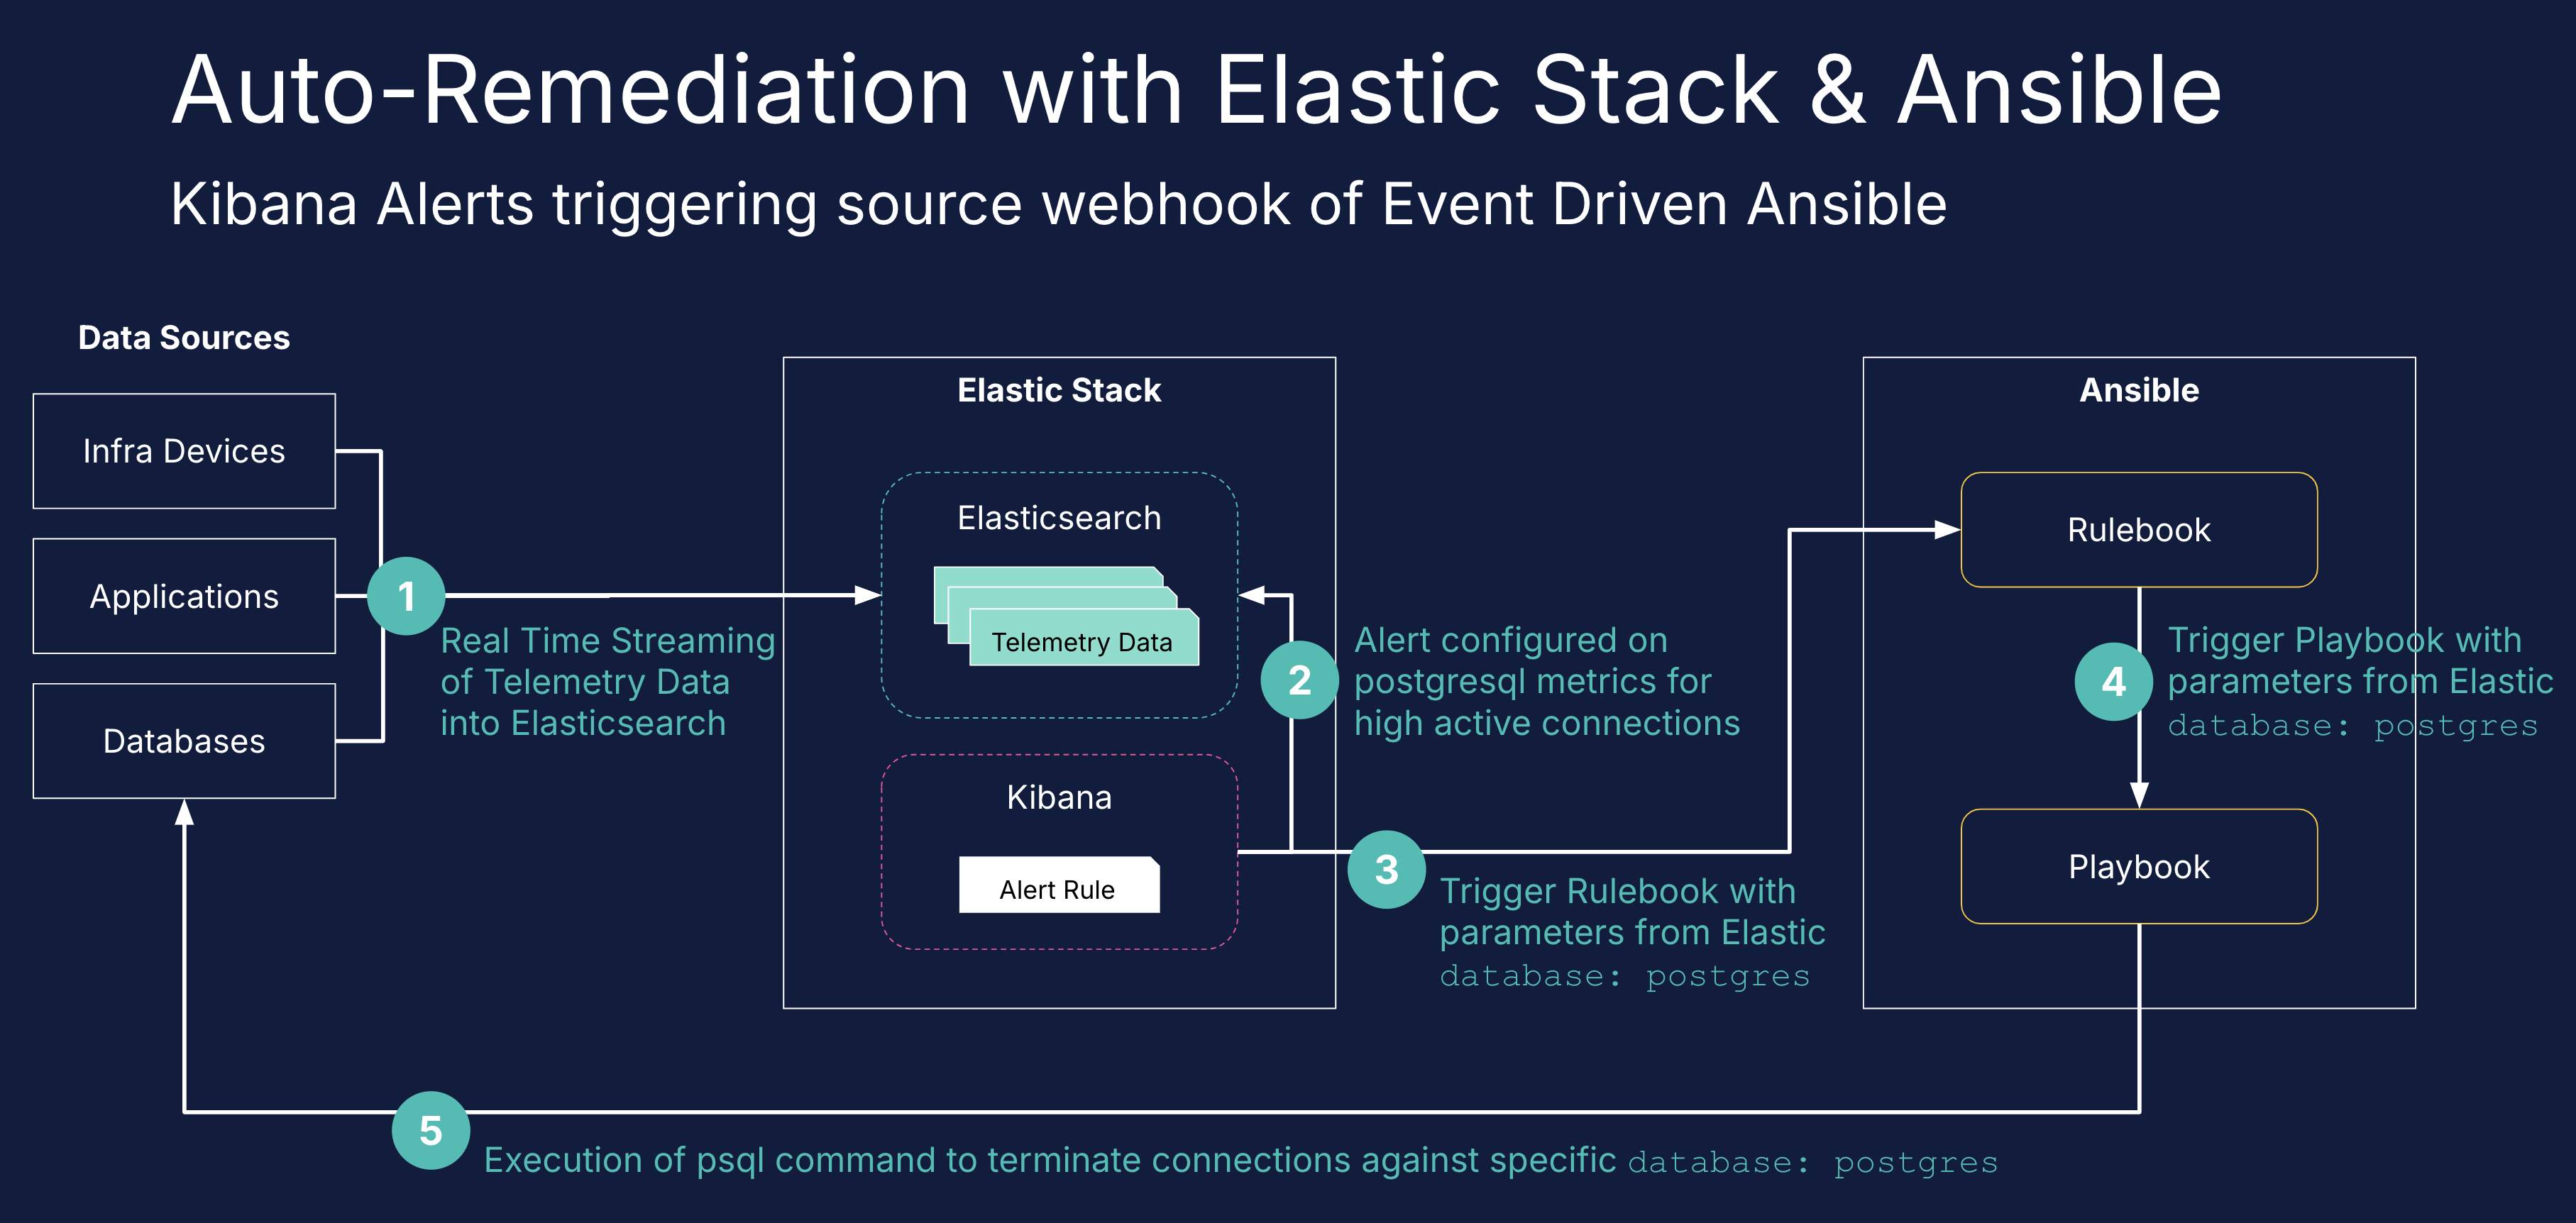 Auto-Remediation with Elastic Stack & Ansible
Kibana Alerts triggering source webhook of Event Driven Ansible
Data Sources
Infra Devices
Applications
Databases
1
Real Time Streaming
of Telemetry Data
into Elasticsearch
Elastic Stack
Elasticsearch
Telemetry Data
Kibana
Alert Rule
2
Alert configured on
postgresql metrics for
high active connections
3
Trigger Rulebook with
parameters from Elastic
database: postgres
Ansible
Rulebook
4
Trigger Playbook with
parameters from Elastic
database: postgres
Playbook
5
Execution of psql command to terminate connections against specific database: postgres